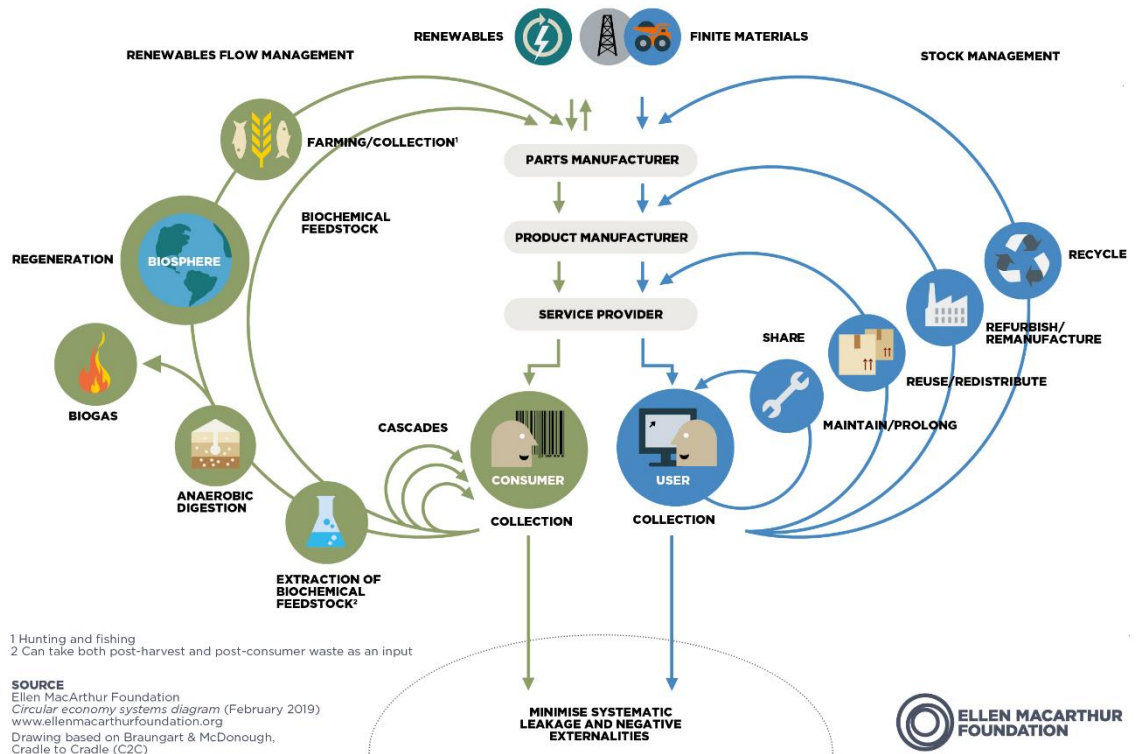 RENEWABLES
FINITE MATERIALS
RENEWABLES FLOW MANAGEMENT
STOCK MANAGEMENT
FARMING/COLLECTION¹
PARTS MANUFACTURER
BIOCHEMICAL
FEEDSTOCK
PRODUCT MANUFACTURER
REGENERATION
BIOSPHERE
RECYCLE
SERVICE PROVIDER
SHARE
REFURBISH/
REMANUFACTURE
REUSE/REDISTRIBUTE
BIOGAS
CASCADES
MAINTAIN/PROLONG
ANAEROBIC
DIGESTION
CONSUMER
USER
COLLECTION
COLLECTION
EXTRACTION OF
BIOCHEMICAL
FEEDSTOCK²
1 Hunting and fishing
2 Can take both post-harvest and post-consumer waste as an input
SOURCE
Ellen MacArthur Foundation
Circular economy systems diagram (February 2019)
www.ellenmacarthurfoundation.org
Drawing based on Braungart & McDonough,
Cradle to Cradle (C2C)
MINIMISE SYSTEMATIC
LEAKAGE AND NEGATIVE
EXTERNALITIES
ELLEN MACARTHUR
FOUNDATION